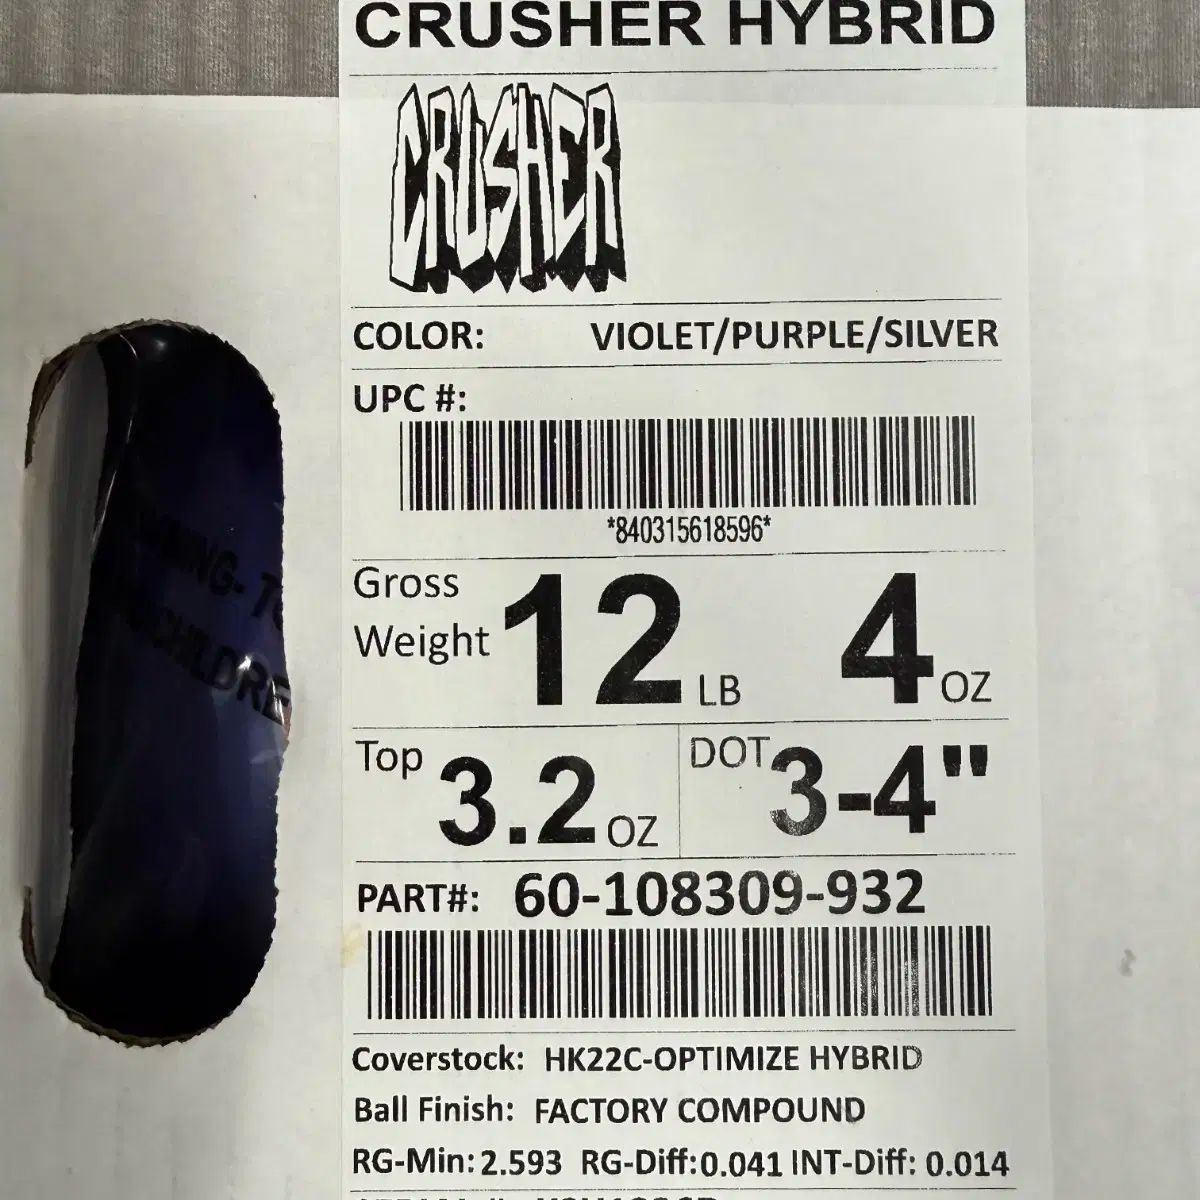 CRUSHER HYBRID
CRUSHER
COLOR: VIOLET/PURPLE/SILVER
UPC #:
*840315618596*
Gross Weight 12 LB 4 OZ
Top 3.2 OZ DOT 3-4"
PART#: 60-108309-932
Coverstock: HK22C-OPTIMIZE HYBRID
Ball Finish: FACTORY COMPOUND
RG-Min: 2.593 RG-Diff: 0.041 INT-Diff: 0.014